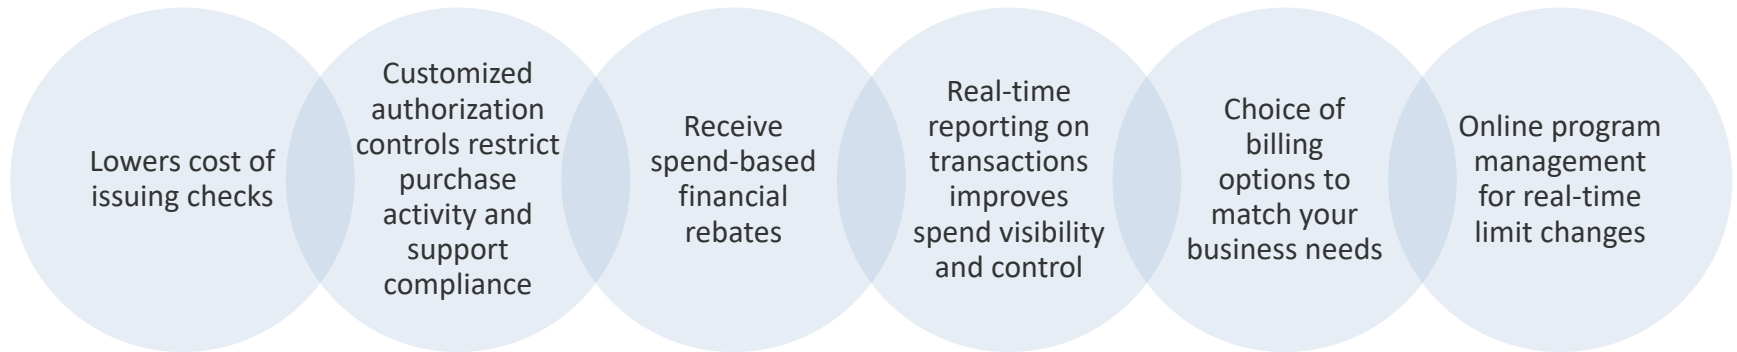 Lowers cost of
issuing checks
Customized
authorization
controls restrict
purchase
activity and
support
compliance
Receive
spend-based
financial
rebates
Real-time
reporting on
transactions
improves
spend visibility
and control
Choice of
billing
options to
match your
business needs
Online program
management
for real-time
limit changes